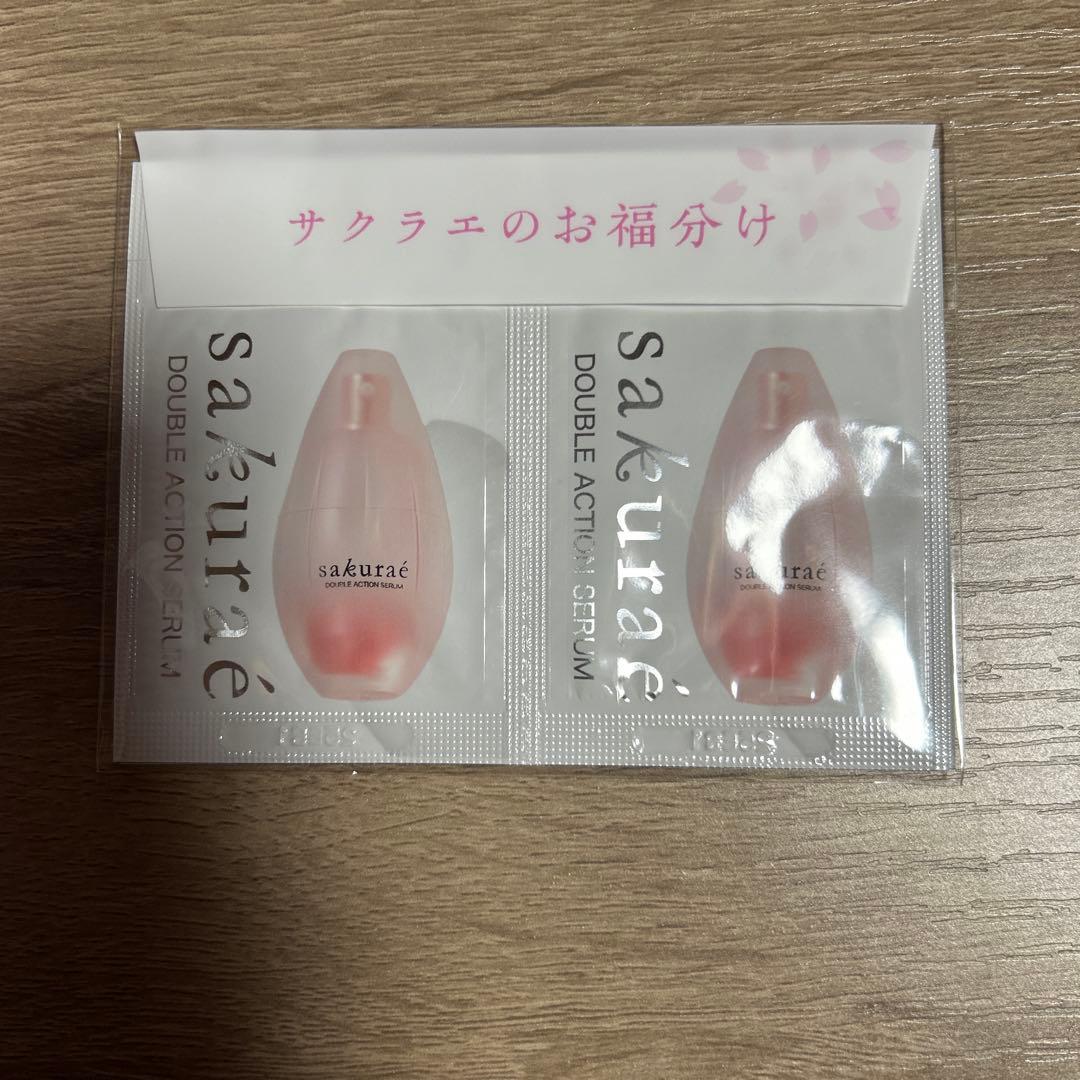 サクラエのお福分け
sakuraé
DOUBLE ACTION SERUM
sakuraé
DOUBLE ACTION SERUM
sakuraé
DOUBLE ACTION SERUM
sakuraé
DOUBLE ACTION SERUM